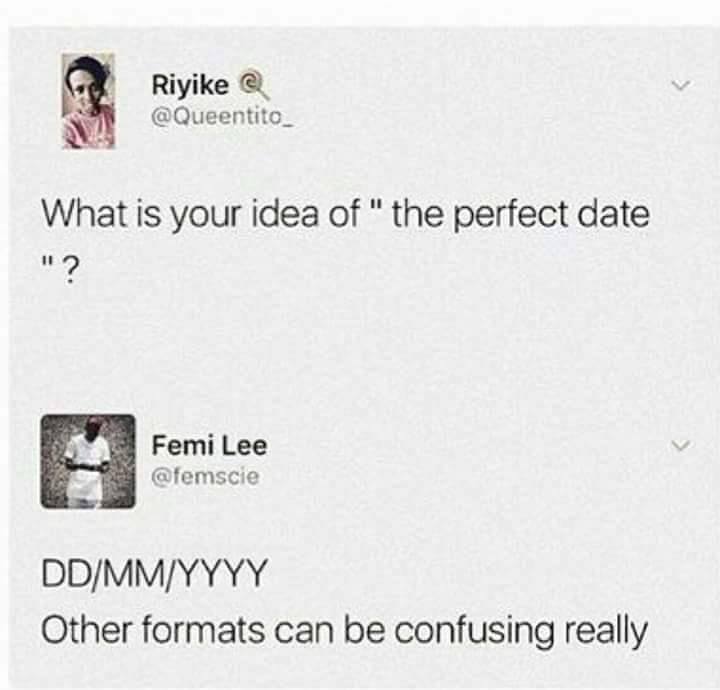 Riyike
@Queentito_
What is your idea of " the perfect date
" ?
Femi Lee
@femscie
DD/MM/YYYY
Other formats can be confusing really